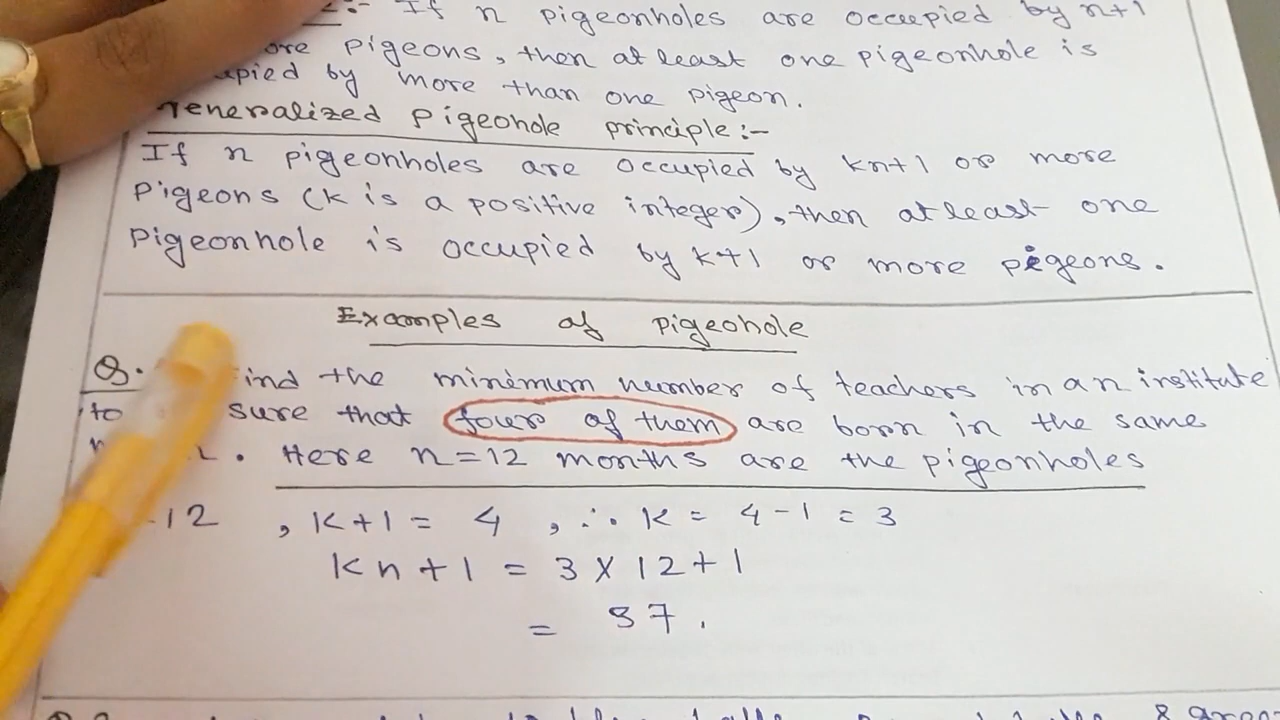 :- If n pigeonholes are occupied by n+1
ore pigeons, then at least one pigeonhole is
upied by more than one pigeon.
Generalized pigeohole principle:-
If n pigeonholes are occupied by kn+1 or more
pigeons (k is a positive integer), then at least one
pigeonhole is occupied by k+1 or more pigeons.
Examples of pigeohole
Q. ind the minimum number of teachers in an institute
to sure that four of them are born in the same
. Here n=12 months are the pigeonholes
12 , K+1 = 4 , ∴ K = 4-1 = 3
Kn+1 = 3 X 12+1
= 37.